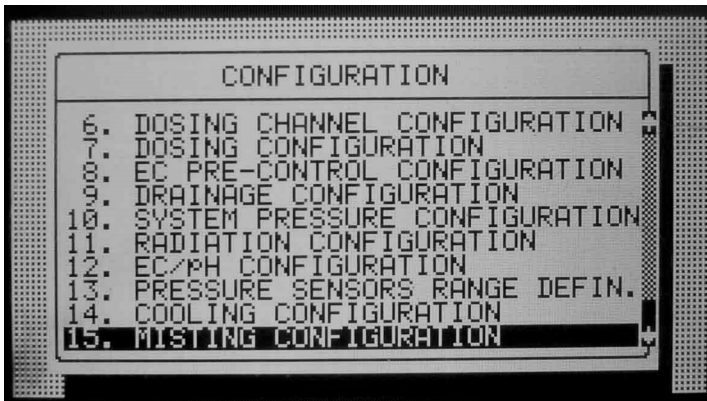 CONFIGURATION
6. DOSING CHANNEL CONFIGURATION
7. DOSING CONFIGURATION
8. EC PRE-CONTROL CONFIGURATION
9. DRAINAGE CONFIGURATION
10. SYSTEM PRESSURE CONFIGURATION
11. RADIATION CONFIGURATION
12. EC/pH CONFIGURATION
13. PRESSURE SENSORS RANGE DEFIN.
14. COOLING CONFIGURATION
15. MISTING CONFIGURATION